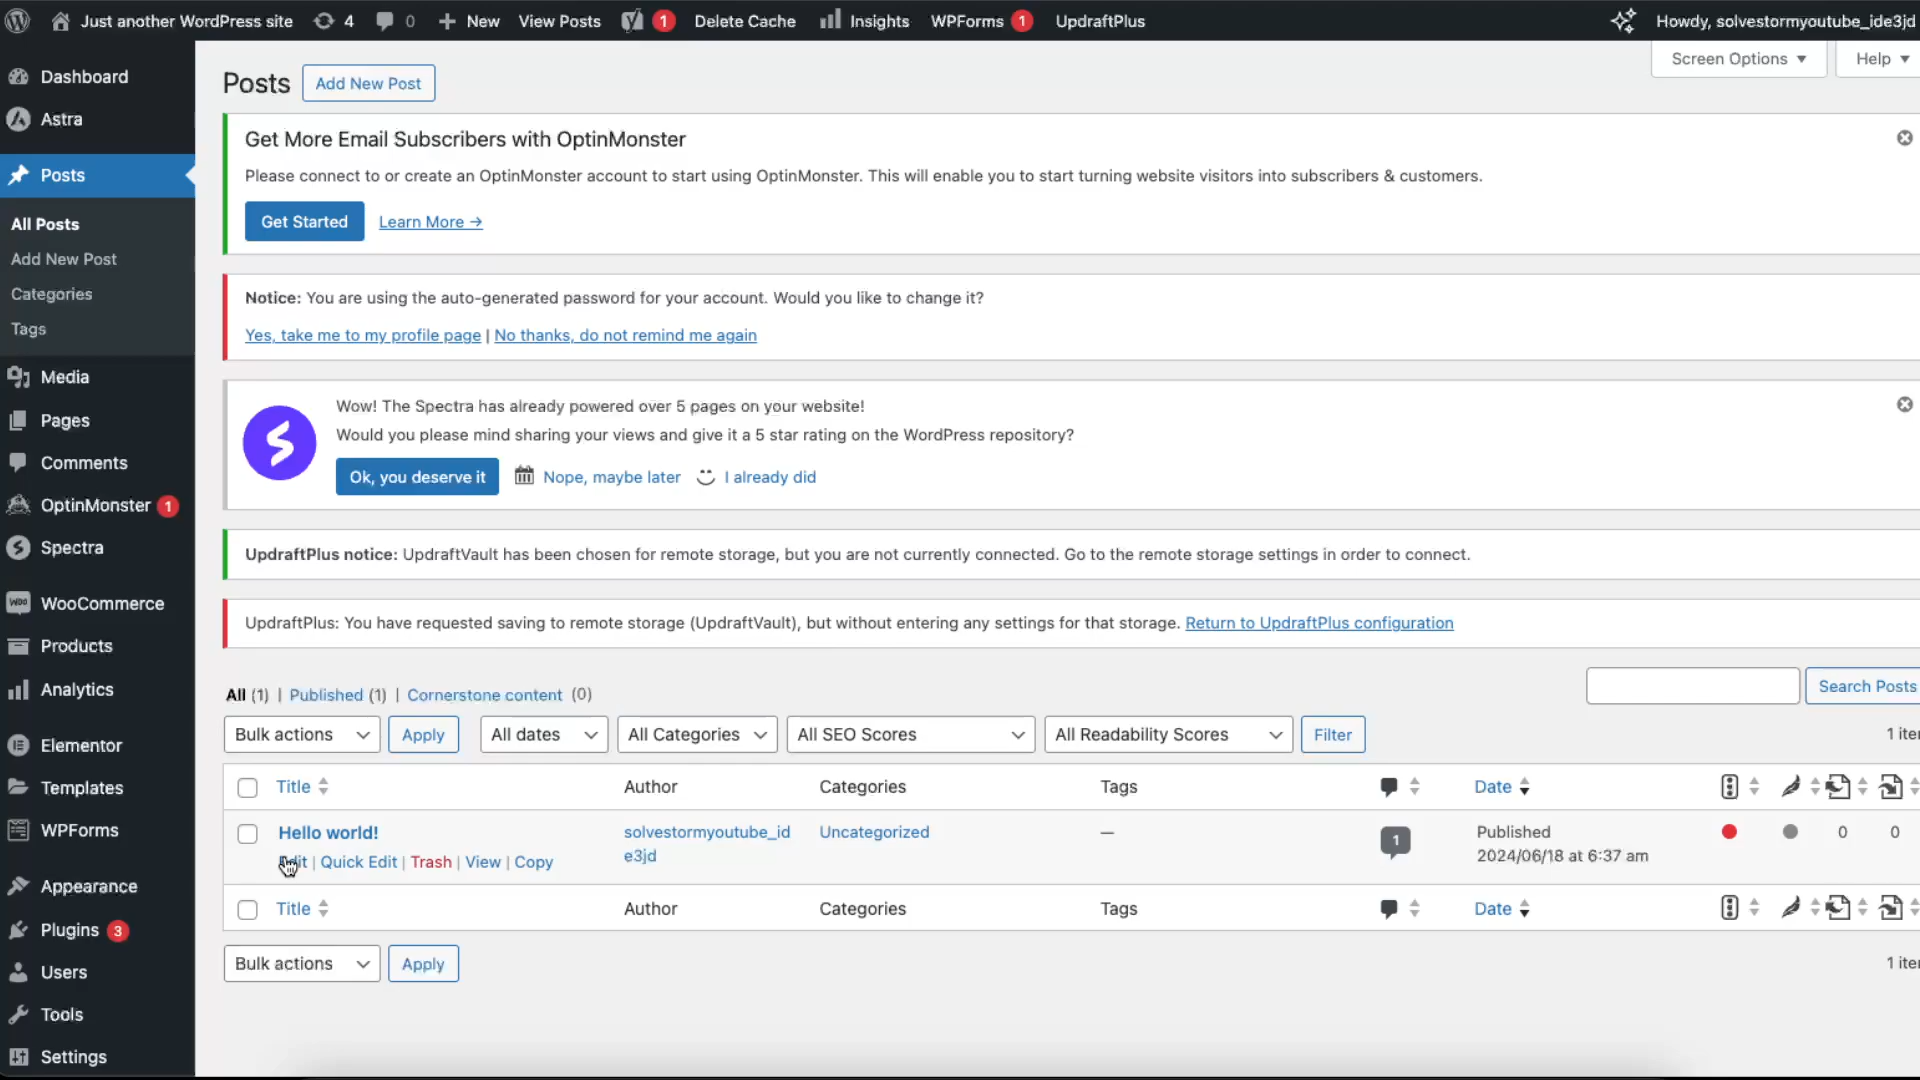 Just another WordPress site 4 0 New View Posts 1 Delete Cache Insights WPForms 1 UpdraftPlus Howdy, solvestormyoutube_ide3jd
Screen Options Help
Dashboard
Astra
Posts
All Posts
Add New Post
Categories
Tags
Media
Pages
Comments
OptinMonster 1
Spectra
WooCommerce
Products
Analytics
Elementor
Templates
WPForms
Appearance
Plugins 3
Users
Tools
Settings
Posts Add New Post
Get More Email Subscribers with OptinMonster
Please connect to or create an OptinMonster account to start using OptinMonster. This will enable you to start turning website visitors into subscribers & customers.
Get Started Learn More →
Notice: You are using the auto-generated password for your account. Would you like to change it?
Yes, take me to my profile page | No thanks, do not remind me again
Wow! The Spectra has already powered over 5 pages on your website!
Would you please mind sharing your views and give it a 5 star rating on the WordPress repository?
Ok, you deserve it Nope, maybe later I already did
UpdraftPlus notice: UpdraftVault has been chosen for remote storage, but you are not currently connected. Go to the remote storage settings in order to connect.
UpdraftPlus: You have requested saving to remote storage (UpdraftVault), but without entering any settings for that storage. Return to UpdraftPlus configuration
All (1) | Published (1) | Cornerstone content (0)
Search Posts
Bulk actions Apply All dates All Categories All SEO Scores All Readability Scores Filter 1 iter
Title Author Categories Tags Date
Hello world! solvestormyoutube_id Uncategorized — 1 Published 0 0
e3jd 2024/06/18 at 6:37 am
Edit | Quick Edit | Trash | View | Copy
Title Author Categories Tags Date
Bulk actions Apply 1 iter